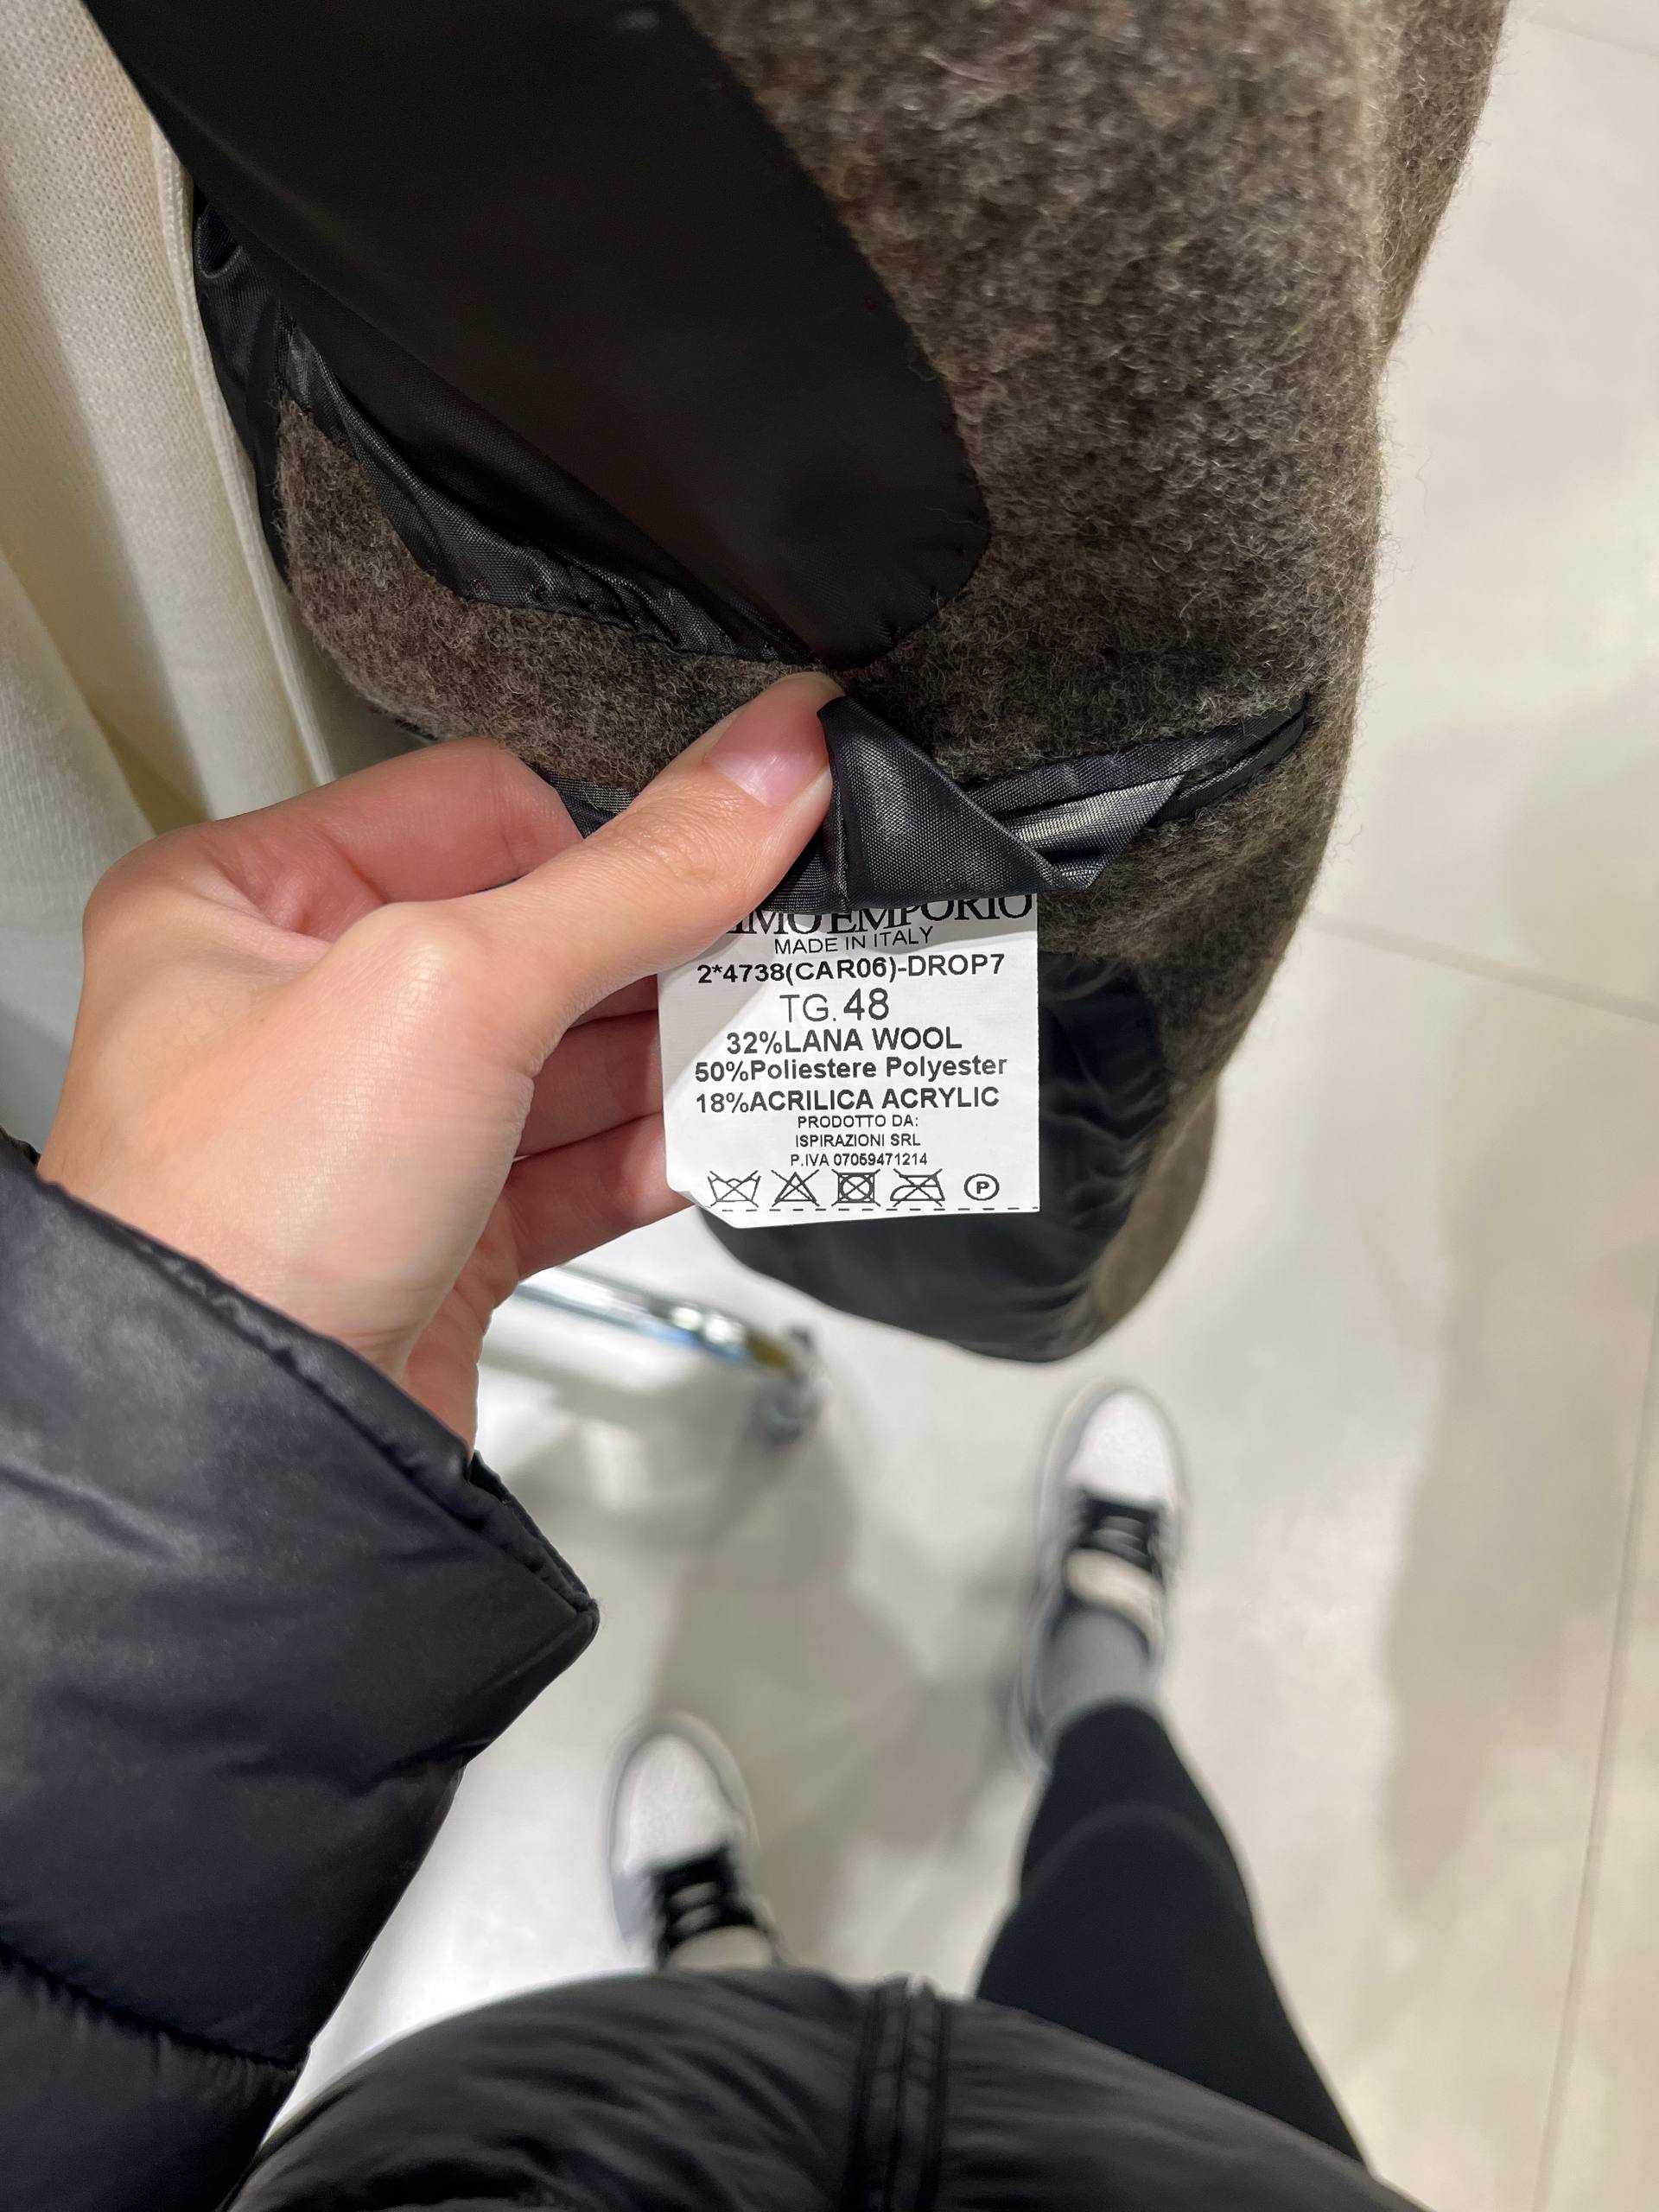 EMPORIO
MADE IN ITALY
2*4738(CAR06)-DROP7
TG.48
32%LANA WOOL
50%Poliestere Polyester
18%ACRILICA ACRYLIC
PRODOTTO DA:
ISPIRAZIONI SRL
P.IVA 07059471214
P